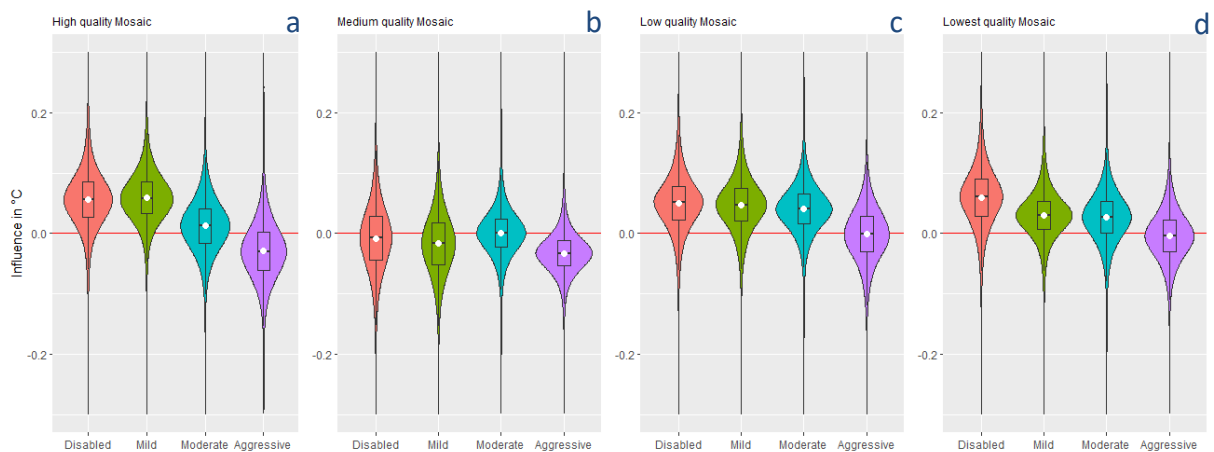 High quality Mosaic a
Medium quality Mosaic b
Low quality Mosaic c
Lowest quality Mosaic d
Influence in °C
0.2
0.0
-0.2
Disabled Mild Moderate Aggressive
0.2
0.0
-0.2
Disabled Mild Moderate Aggressive
0.2
0.0
-0.2
Disabled Mild Moderate Aggressive
0.2
0.0
-0.2
Disabled Mild Moderate Aggressive